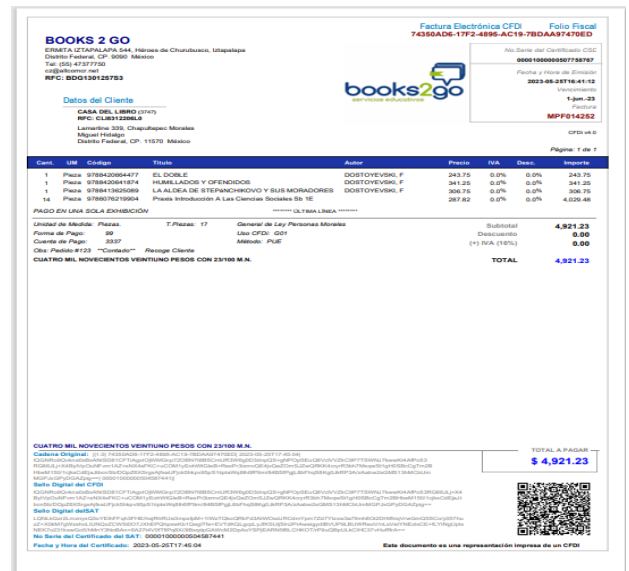 Factura Electrónica CFDI Folio Fiscal
74350AD6-17F2-4895-AC19-7BDAA97470ED
BOOKS 2 GO
ERMITA IZTAPALAPA 544, Héroes de Churubusco, Iztapalapa
Distrito Federal, CP. 9090 México
Tel: (55) 47377750
cz@allcomcr.net
RFC: BDG1301257S3
No.Serie del Certificado CSD
00001000000507758767
Fecha y Hora de Emisión
2023-05-25T16:41:12
Vencimiento
1-jun.-23
Factura
MPF014252
CFDI v4.0
Página: 1 de 1
books2go
servicios educativos
Datos del Cliente
CASA DEL LIBRO (3747)
RFC: CLI8312206L0
Lamartine 339, Chapultepec Morales
Miguel Hidalgo
Distrito Federal, CP. 11570 México
Cant. UM Código Título Autor Precio IVA Desc. Importe
1 Pieza 9788420664477 EL DOBLE DOSTOYEVSKI, F 243.75 0.0% 0.0% 243.75
1 Pieza 9788420641874 HUMILLADOS Y OFENDIDOS DOSTOYEVSKI, F 341.25 0.0% 0.0% 341.25
1 Pieza 9788413625089 LA ALDEA DE STEPANCHIKOVO Y SUS MORADORES DOSTOYEVSKI, F 306.75 0.0% 0.0% 306.75
14 Pieza 9786076219904 Praxis Introducción A Las Ciencias Sociales Sb 1E 287.82 0.0% 0.0% 4,029.48
PAGO EN UNA SOLA EXHIBICIÓN ******** ÚLTIMA LÍNEA ********
Unidad de Medida: Piezas. T.Piezas: 17 General de Ley Personas Morales
Forma de Pago: 99 Uso CFDI: G01
Cuenta de Pago: 3337 Método: PUE
Obs: Pedido #123 **Contado** Recoge Cliente
Subtotal 4,921.23
Descuento 0.00
(+) IVA (16%) 0.00
CUATRO MIL NOVECIENTOS VEINTIUNO PESOS CON 23/100 M.N.
TOTAL 4,921.23
CUATRO MIL NOVECIENTOS VEINTIUNO PESOS CON 23/100 M.N.
Cadena Original:
TOTAL A PAGAR
$ 4,921.23
Sello Digital del CFDI
Sello Digital delSAT
No Serie del Certificado del SAT: 00001000000504587441
Fecha y Hora del Certificado: 2023-05-25T17:45:04
Este documento es una representación impresa de un CFDI